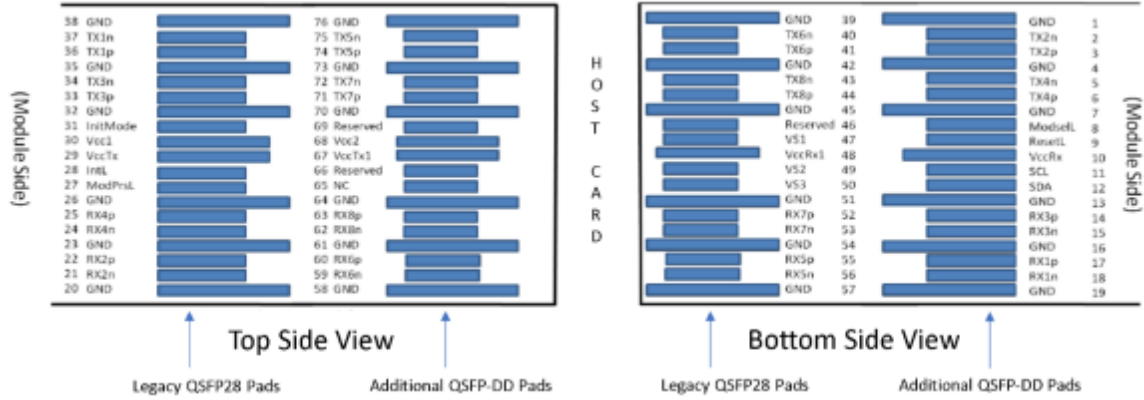 38 GND 76 GND
37 TX1n 75 TX5n
36 TX1p 74 TX5p
35 GND 73 GND
34 TX3n 72 TX7n
33 TX3p 71 TX7p
32 GND 70 GND
31 InitMode 69 Reserved
30 Vcc1 68 Vcc2
29 VccTx 67 VccTx1
28 IntL 66 Reserved
27 ModPrsL 65 NC
26 GND 64 GND
25 RX4p 63 RX8p
24 RX4n 62 RX8n
23 GND 61 GND
22 RX2p 60 RX6p
21 RX2n 59 RX6n
20 GND 58 GND
(Module Side)
Top Side View
Legacy QSFP28 Pads
Additional QSFP-DD Pads
HOST CARD
GND 39 GND 1
TX6n 40 TX2n 2
TX6p 41 TX2p 3
GND 42 GND 4
TX8n 43 TX4n 5
TX8p 44 TX4p 6
GND 45 GND 7
Reserved 46 ModselL 8
VS1 47 ResetL 9
VccRx1 48 VccRx 10
VS2 49 SCL 11
VS3 50 SDA 12
GND 51 GND 13
RX7p 52 RX3p 14
RX7n 53 RX3n 15
GND 54 GND 16
RX5p 55 RX1p 17
RX5n 56 RX1n 18
GND 57 GND 19
(Module Side)
Bottom Side View
Legacy QSFP28 Pads
Additional QSFP-DD Pads